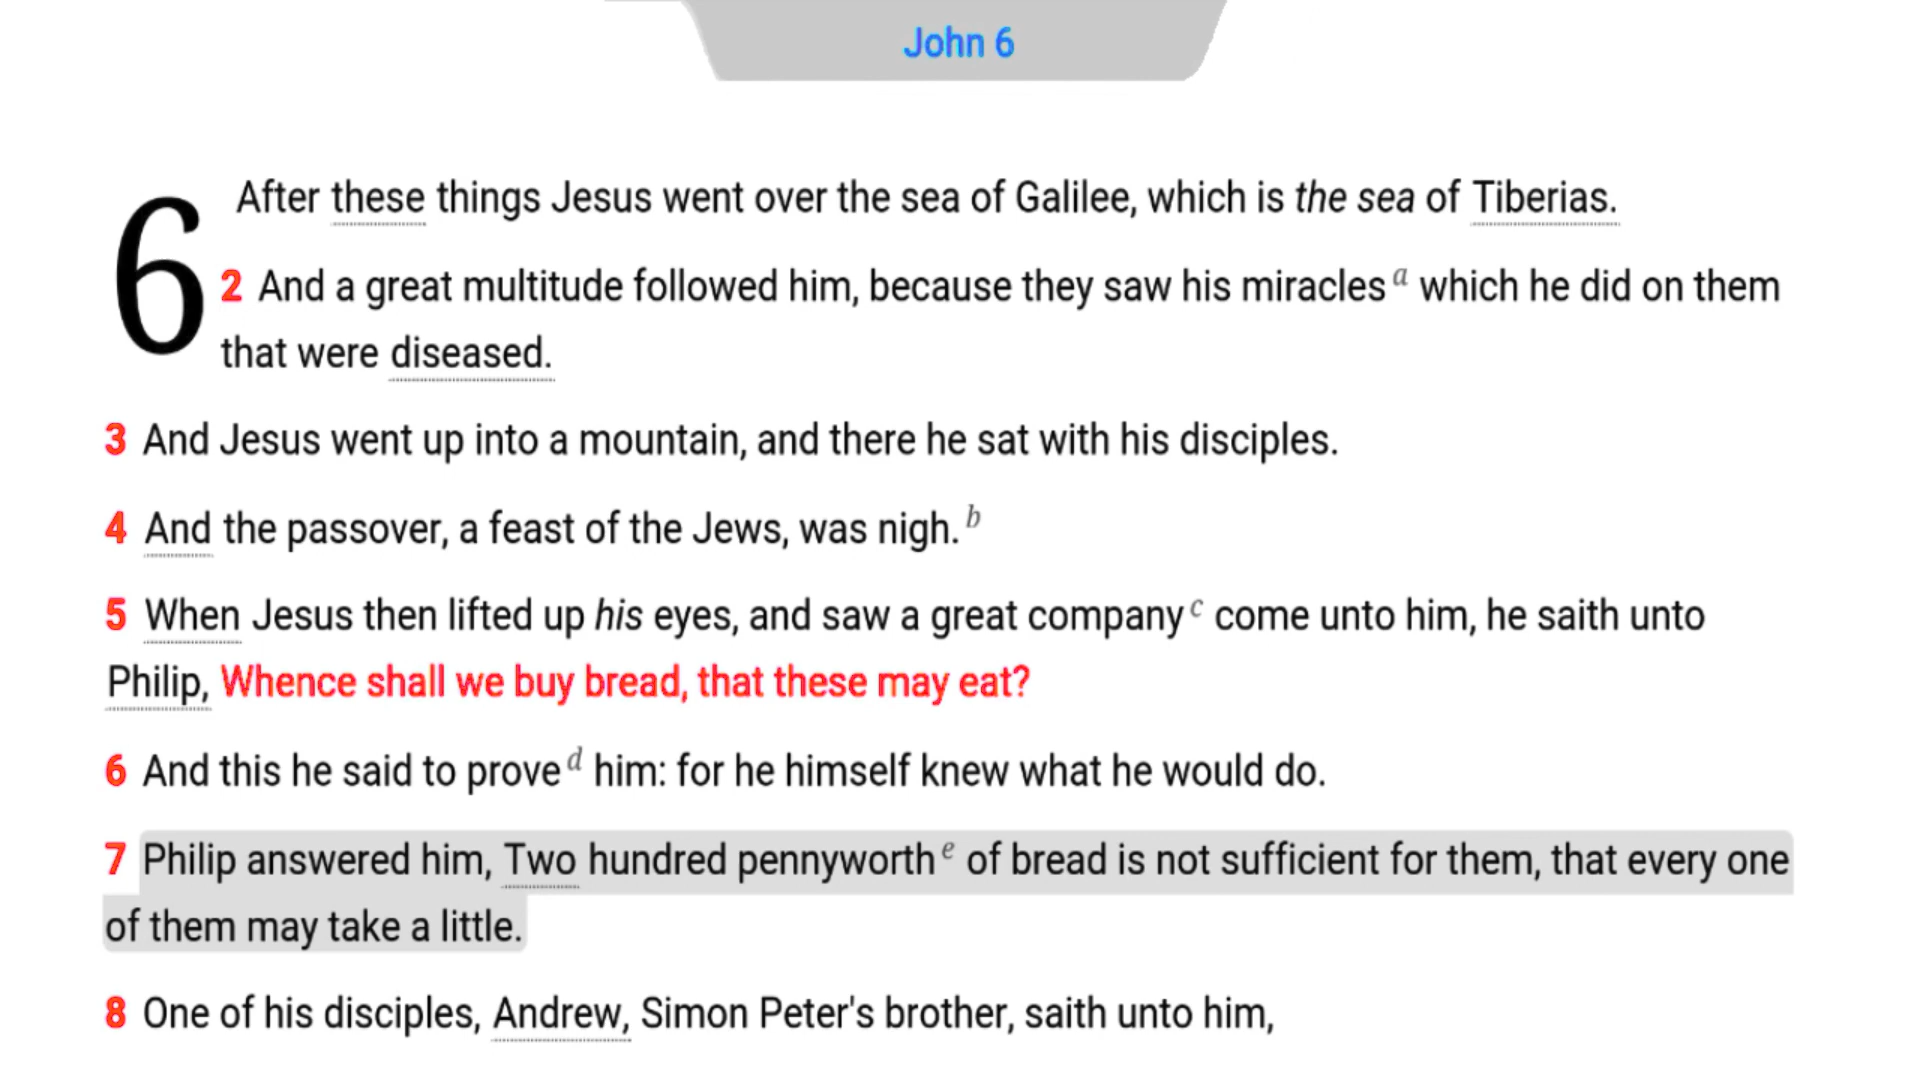 John 6
6 After these things Jesus went over the sea of Galilee, which is the sea of Tiberias.
2 And a great multitude followed him, because they saw his miracles a which he did on them
that were diseased.
3 And Jesus went up into a mountain, and there he sat with his disciples.
4 And the passover, a feast of the Jews, was nigh. b
5 When Jesus then lifted up his eyes, and saw a great company c come unto him, he saith unto
Philip, Whence shall we buy bread, that these may eat?
6 And this he said to prove d him: for he himself knew what he would do.
7 Philip answered him, Two hundred pennyworth e of bread is not sufficient for them, that every one
of them may take a little.
8 One of his disciples, Andrew, Simon Peter's brother, saith unto him,